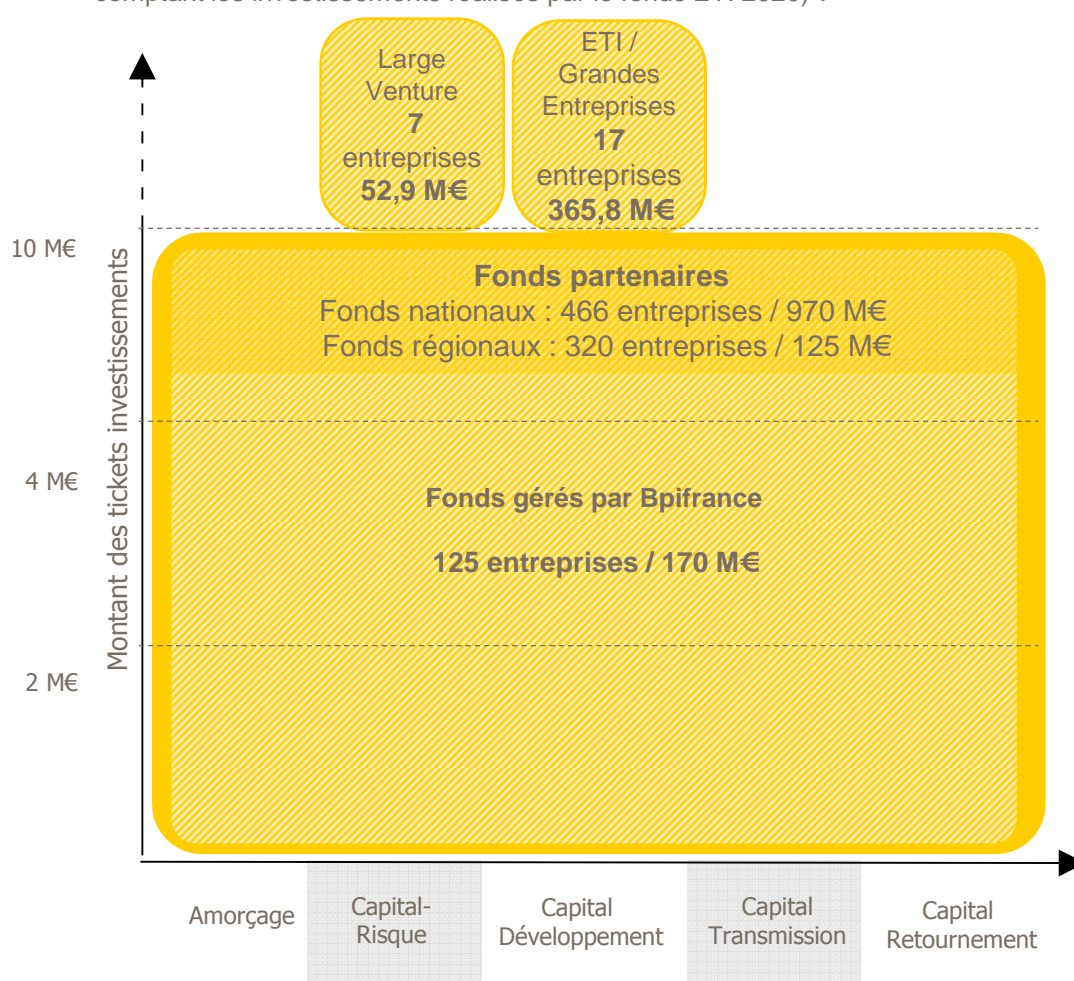 Large
Venture
7
entreprises
52,9 M€
ETI /
Grandes
Entreprises
17
entreprises
365,8 M€
10 M€
Fonds partenaires
Fonds nationaux : 466 entreprises / 970 M€
Fonds régionaux : 320 entreprises / 125 M€
Montant des tickets investissements
4 M€
Fonds gérés par Bpifrance
125 entreprises / 170 M€
2 M€
Amorçage
Capital-
Risque
Capital
Développement
Capital
Transmission
Capital
Retournement